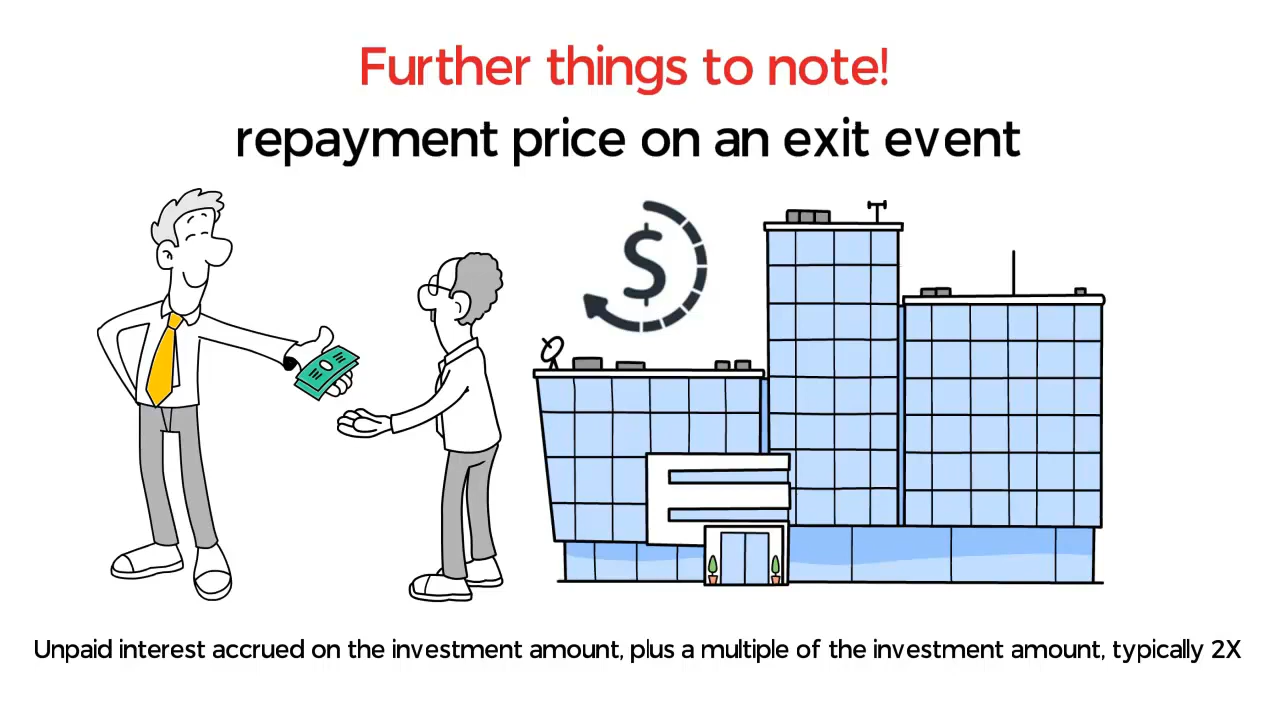 Further things to note!
repayment price on an exit event
$
Unpaid interest accrued on the investment amount, plus a multiple of the investment amount, typically 2X